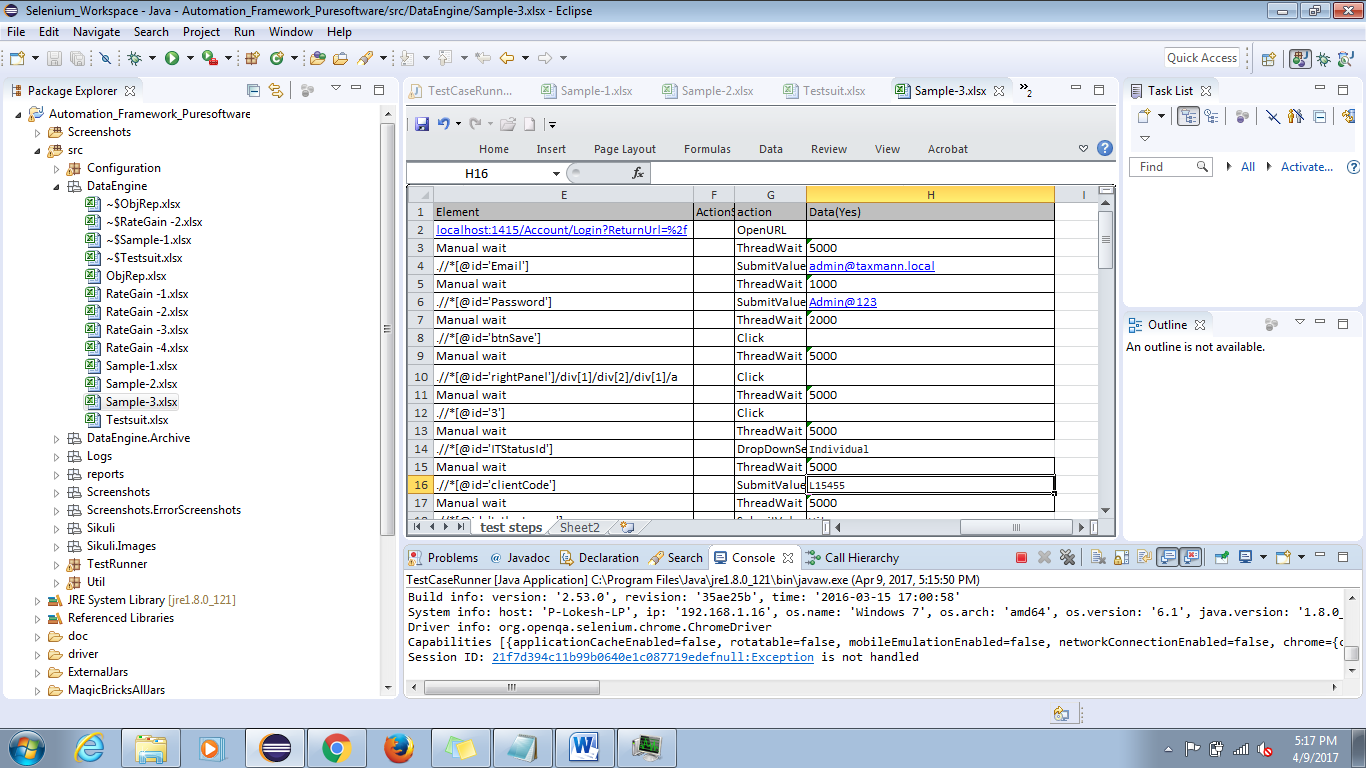 Selenium_Workspace - Java - Automation_Framework_Puresoftware/src/DataEngine/Sample-3.xlsx - Eclipse
File Edit Navigate Search Project Run Window Help
Quick Access
Package Explorer
Automation_Framework_Puresoftware
Screenshots
src
Configuration
DataEngine
~$ObjRep.xlsx
~$RateGain -2.xlsx
~$Sample-1.xlsx
~$Testsuit.xlsx
ObjRep.xlsx
RateGain -1.xlsx
RateGain -2.xlsx
RateGain -3.xlsx
RateGain -4.xlsx
Sample-1.xlsx
Sample-2.xlsx
Sample-3.xlsx
Testsuit.xlsx
DataEngine.Archive
Logs
reports
Screenshots
Screenshots.ErrorScreenshots
Sikuli
Sikuli.Images
TestRunner
Util
JRE System Library [jre1.8.0_121]
Referenced Libraries
doc
driver
ExternalJars
MagicBricksAllJars
TestCaseRunn... Sample-1.xlsx Sample-2.xlsx Testsuit.xlsx Sample-3.xlsx »2
Home Insert Page Layout Formulas Data Review View Acrobat
H16 fx
E F G H I
1 Element ActionS action Data(Yes)
2 localhost:1415/Account/Login?ReturnUrl=%2f OpenURL
3 Manual wait ThreadWait 5000
4 .//*[@id='Email'] SubmitValue admin@taxmann.local
5 Manual wait ThreadWait 1000
6 .//*[@id='Password'] SubmitValue Admin@123
7 Manual wait ThreadWait 2000
8 .//*[@id='btnSave'] Click
9 Manual wait ThreadWait 5000
10 .//*[@id='rightPanel']/div[1]/div[2]/div[1]/a Click
11 Manual wait ThreadWait 5000
12 .//*[@id='3'] Click
13 Manual wait ThreadWait 5000
14 .//*[@id='ITStatusId'] DropDownSe Individual
15 Manual wait ThreadWait 5000
16 .//*[@id='clientCode'] SubmitValue L15455
17 Manual wait ThreadWait 5000
test steps Sheet2
Task List
Find All Activate...
Outline
An outline is not available.
Problems @ Javadoc Declaration Search Console Call Hierarchy
TestCaseRunner [Java Application] C:\Program Files\Java\jre1.8.0_121\bin\javaw.exe (Apr 9, 2017, 5:15:50 PM)
Build info: version: '2.53.0', revision: '35ae25b', time: '2016-03-15 17:00:58'
System info: host: 'P-Lokesh-LP', ip: '192.168.1.16', os.name: 'Windows 7', os.arch: 'amd64', os.version: '6.1', java.version: '1.8.0_
Driver info: org.openqa.selenium.chrome.ChromeDriver
Capabilities [{applicationCacheEnabled=false, rotatable=false, mobileEmulationEnabled=false, networkConnectionEnabled=false, chrome={c
Session ID: 21f7d394c11b99b0640e1c087719edefnull:Exception is not handled
5:17 PM
4/9/2017